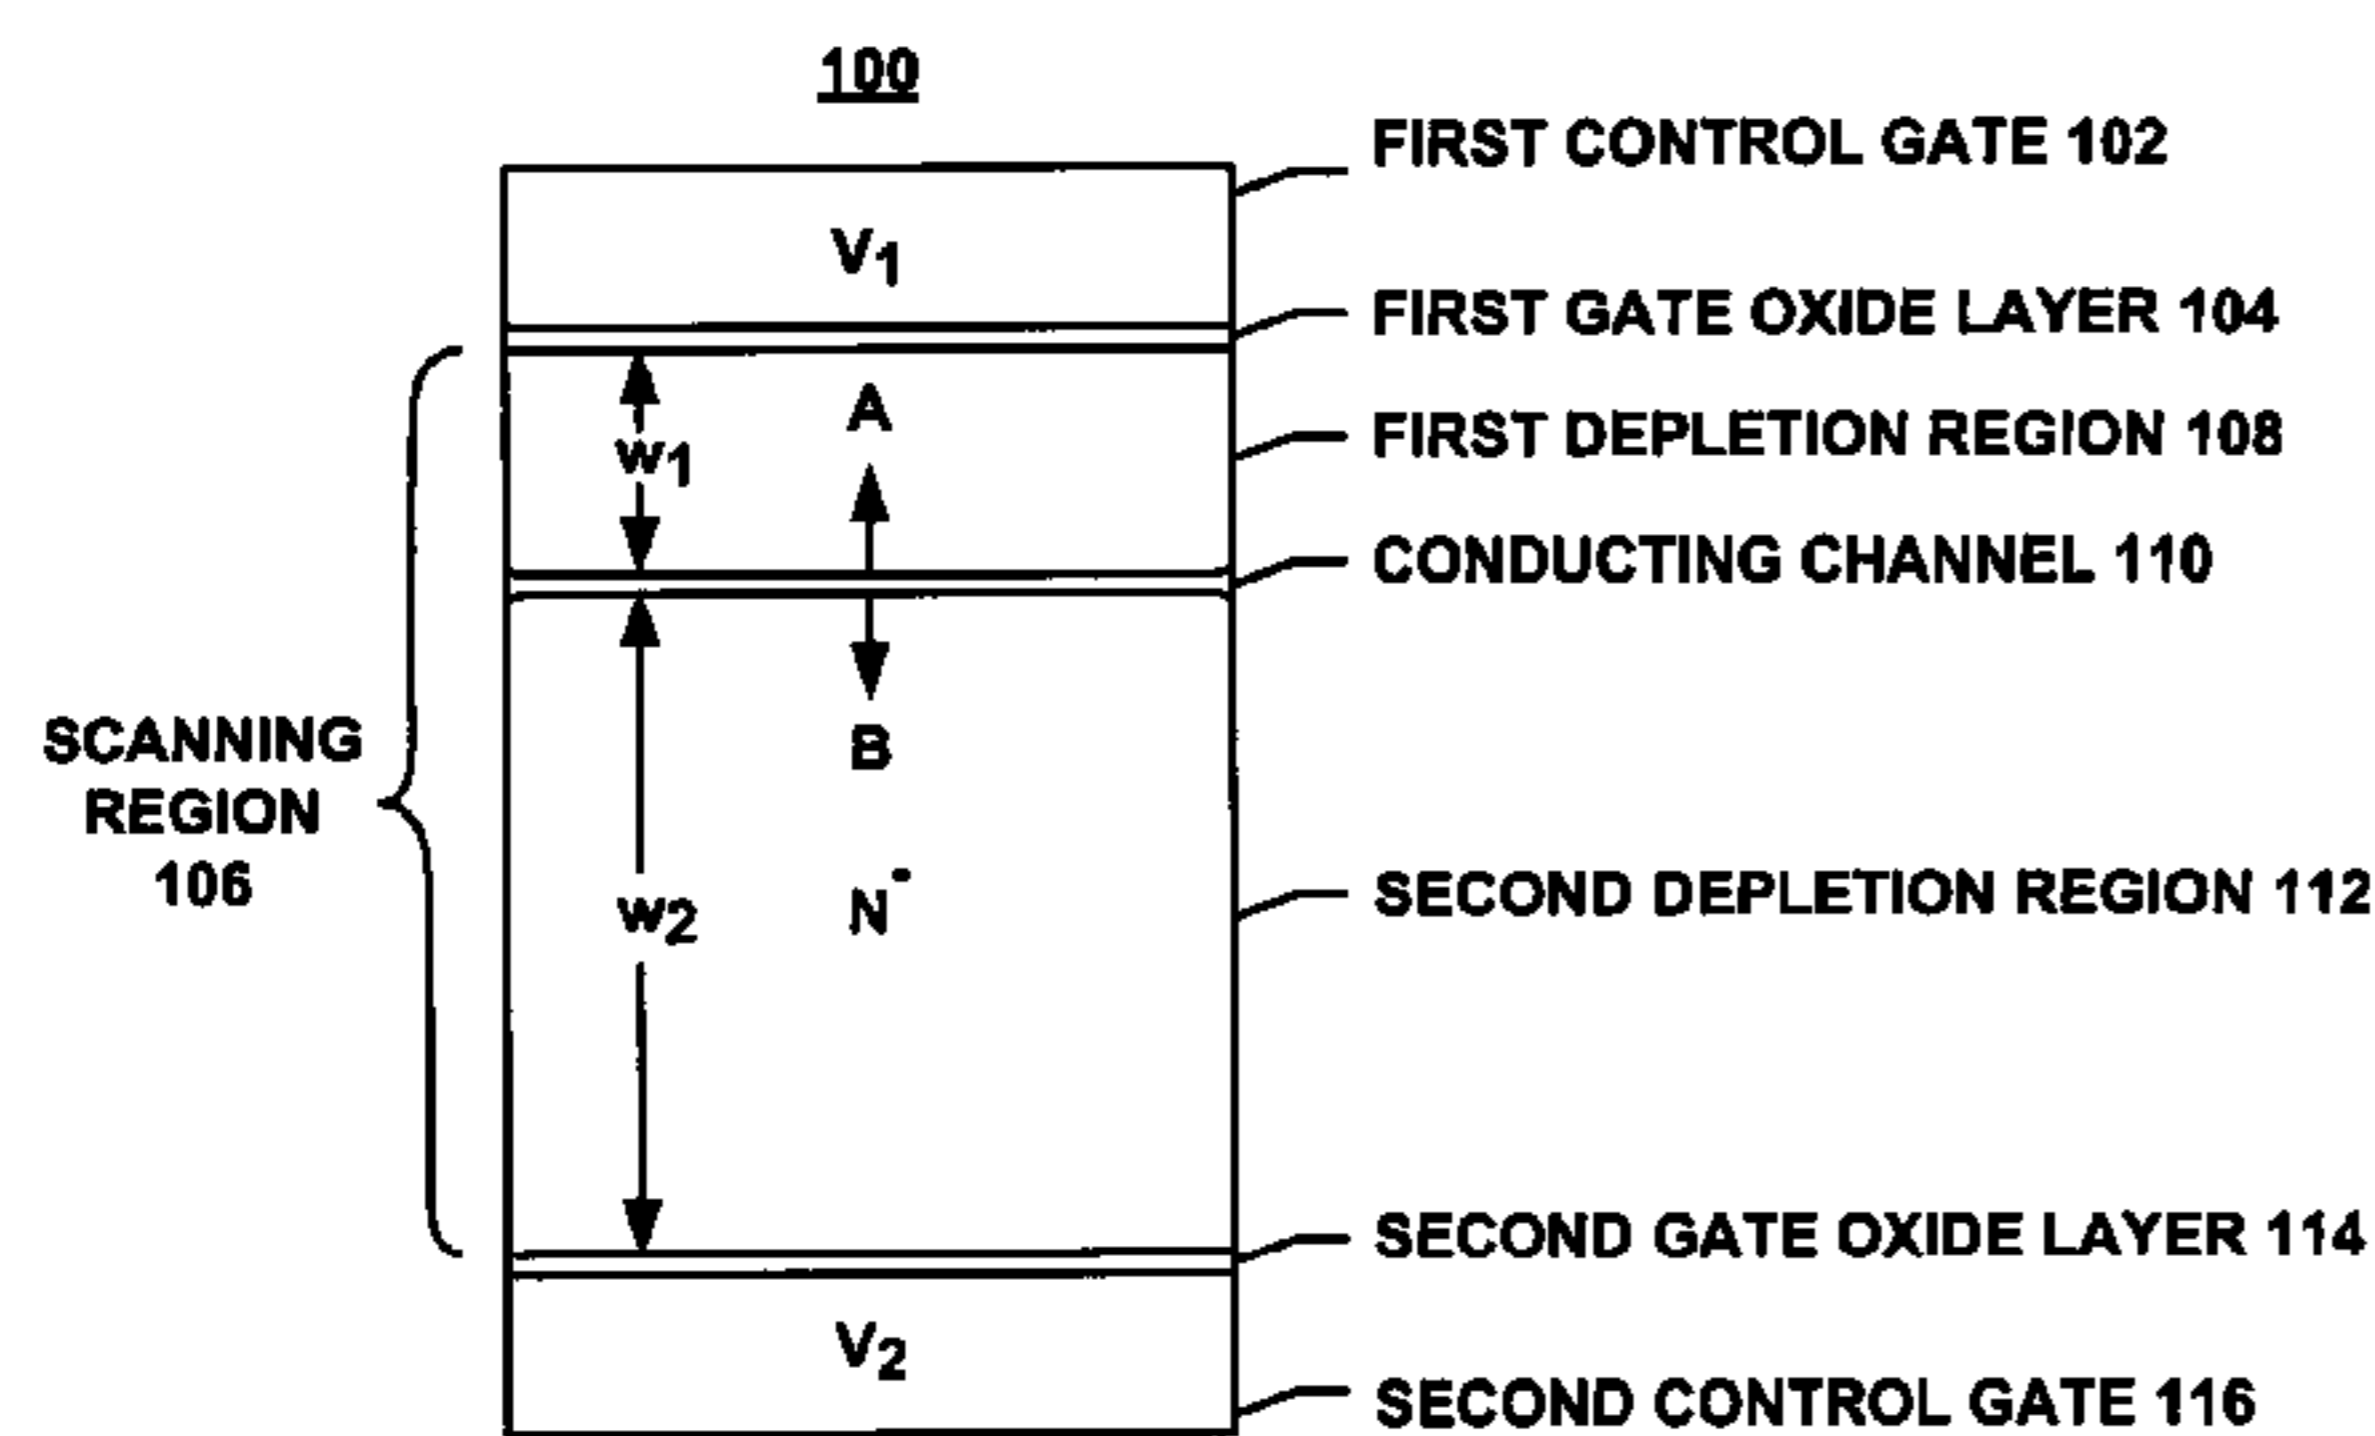 100
FIRST CONTROL GATE 102
V1
FIRST GATE OXIDE LAYER 104
A
FIRST DEPLETION REGION 108
w1
CONDUCTING CHANNEL 110
B
SCANNING
REGION
106
N-
w2
SECOND DEPLETION REGION 112
SECOND GATE OXIDE LAYER 114
V2
SECOND CONTROL GATE 116